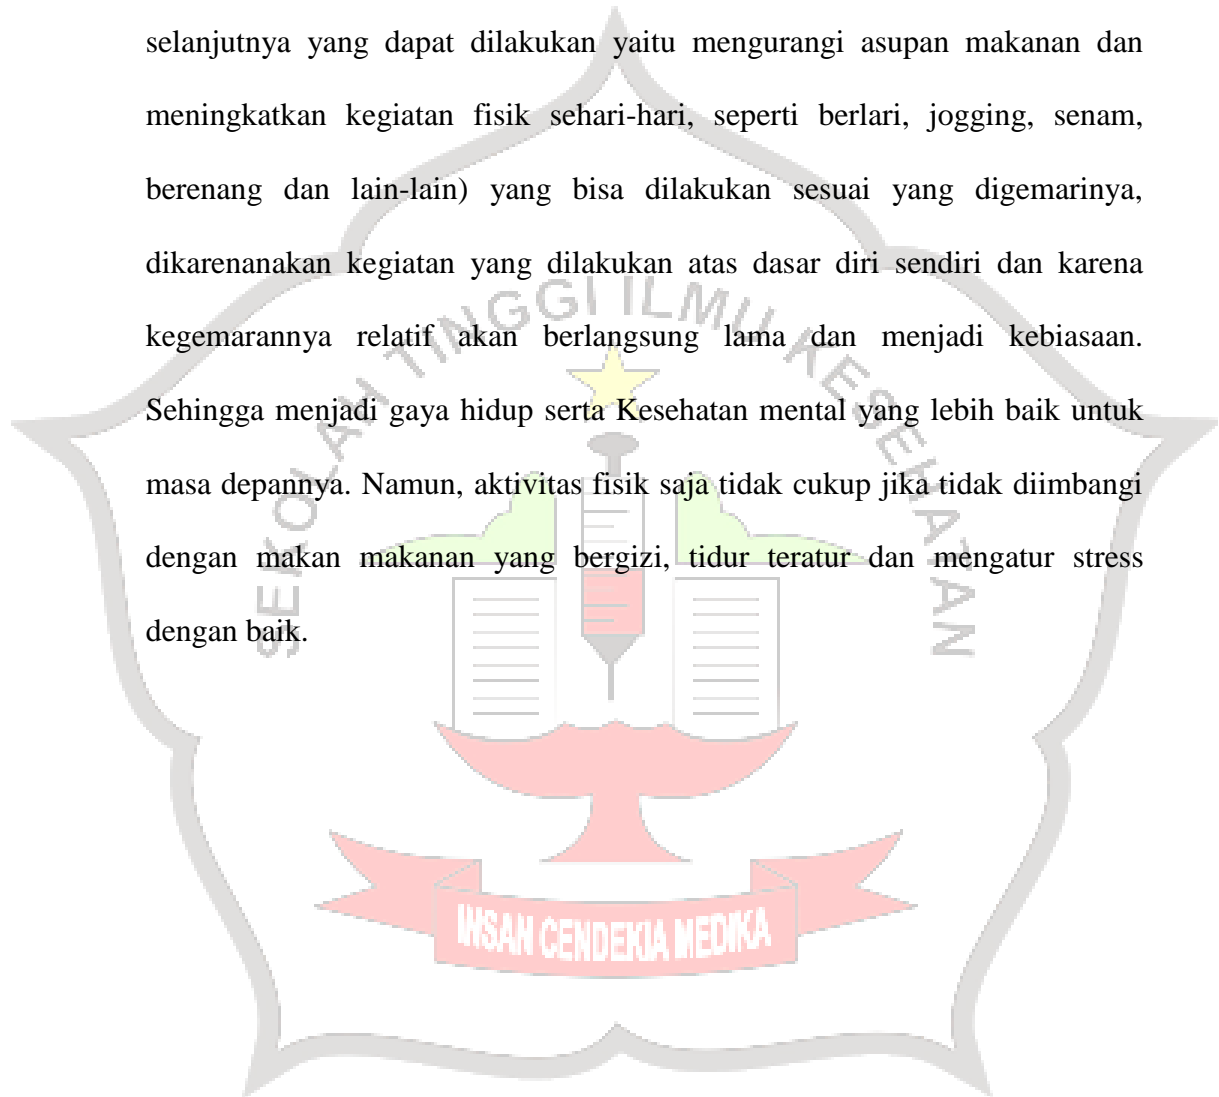 selanjutnya yang dapat dilakukan yaitu mengurangi asupan makanan dan
meningkatkan kegiatan fisik sehari-hari, seperti berlari, jogging, senam,
berenang dan lain-lain) yang bisa dilakukan sesuai yang digemarinya,
dikarenanakan kegiatan yang dilakukan atas dasar diri sendiri dan karena
kegemarannya relatif akan berlangsung lama dan menjadi kebiasaan.
Sehingga menjadi gaya hidup serta Kesehatan mental yang lebih baik untuk
masa depannya. Namun, aktivitas fisik saja tidak cukup jika tidak diimbangi
dengan makan makanan yang bergizi, tidur teratur dan mengatur stress
dengan baik.
SEKOLAH TINGGI ILMU KESEHATAN
INSAN CENDEKIA MEDIKA